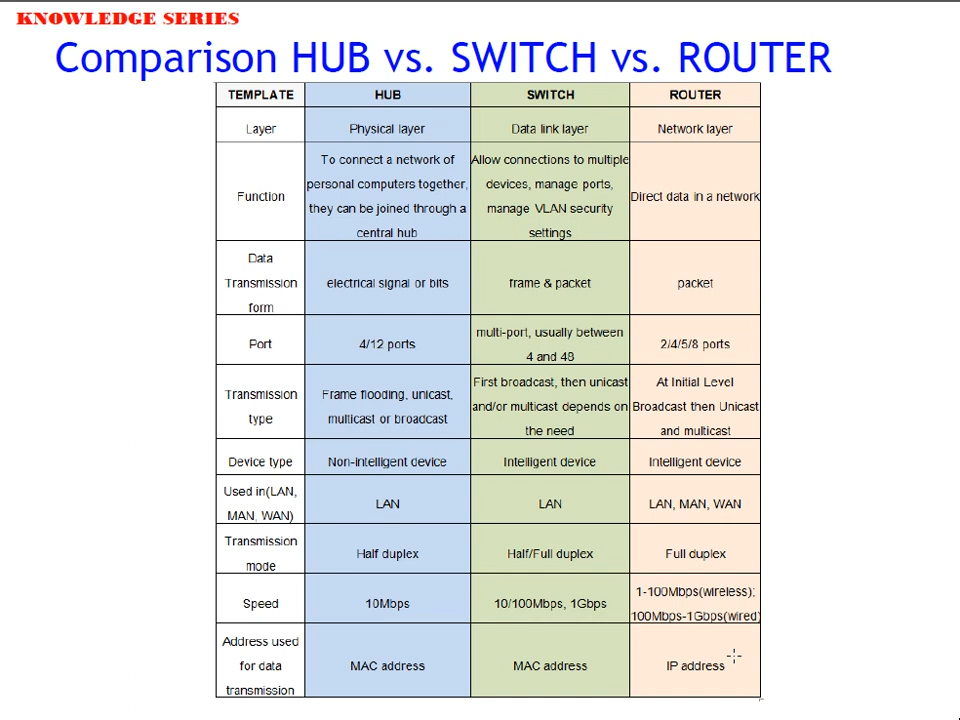 KNOWLEDGE SERIES
Comparison HUB vs. SWITCH vs. ROUTER
TEMPLATE HUB SWITCH ROUTER
Layer Physical layer Data link layer Network layer
Function
To connect a network of
personal computers together,
they can be joined through a
central hub
Allow connections to multiple
devices, manage ports,
manage VLAN security
settings
Direct data in a network
Data
Transmission
form
electrical signal or bits
frame & packet
packet
Port
4/12 ports
multi-port, usually between
4 and 48
2/4/5/8 ports
Transmission
type
Frame flooding, unicast,
multicast or broadcast
First broadcast, then unicast
and/or multicast depends on
the need
At Initial Level
Broadcast then Unicast
and multicast
Device type Non-intelligent device Intelligent device Intelligent device
Used in(LAN,
MAN, WAN)
LAN
LAN
LAN, MAN, WAN
Transmission
mode
Half duplex
Half/Full duplex
Full duplex
Speed
10Mbps
10/100Mbps, 1Gbps
1-100Mbps(wireless);
100Mbps-1Gbps(wired)
Address used
for data
transmission
MAC address
MAC address
IP address